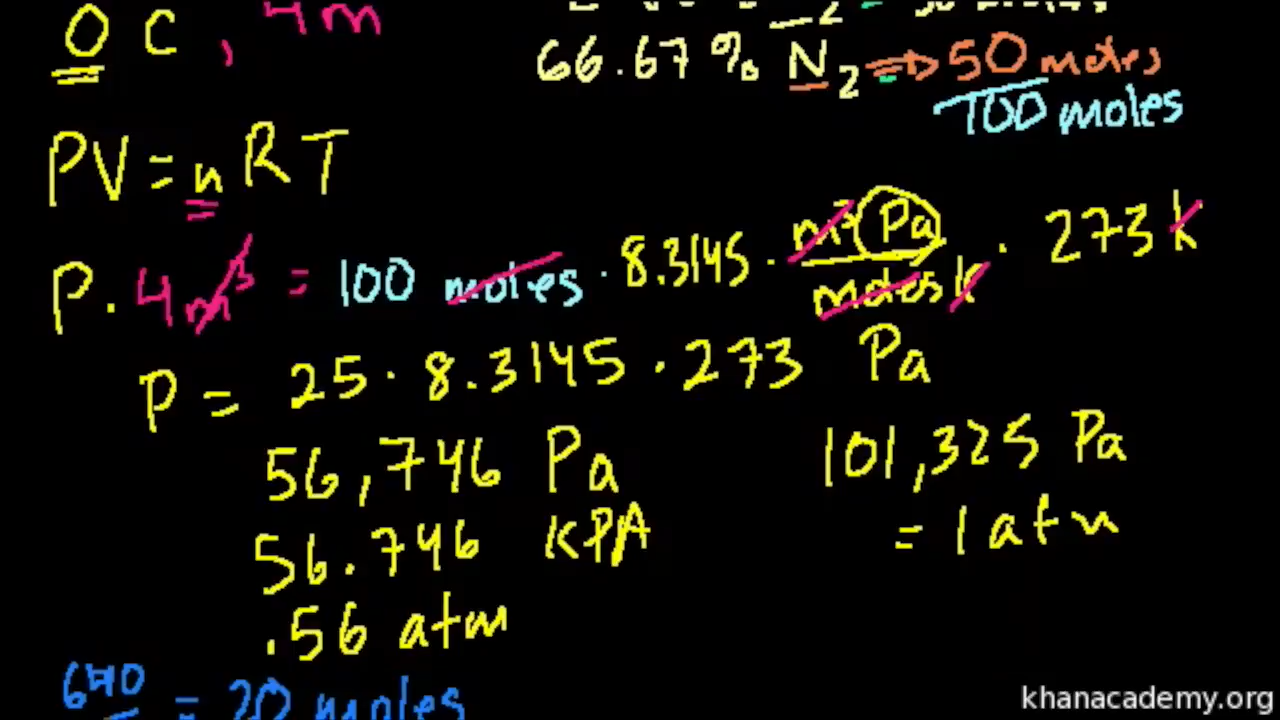 0 C, 4m
66.67% N₂ => 50 moles
100 moles
PV = nRT
P. 4m³ = 100 moles · 8.3145 · m³ Pa / moles k · 273 k
P = 25 · 8.3145 · 273 Pa
56,746 Pa
101,325 Pa
56.746 KPA
= 1 atm
.56 atm
640 = 20 moles
khanacademy.org